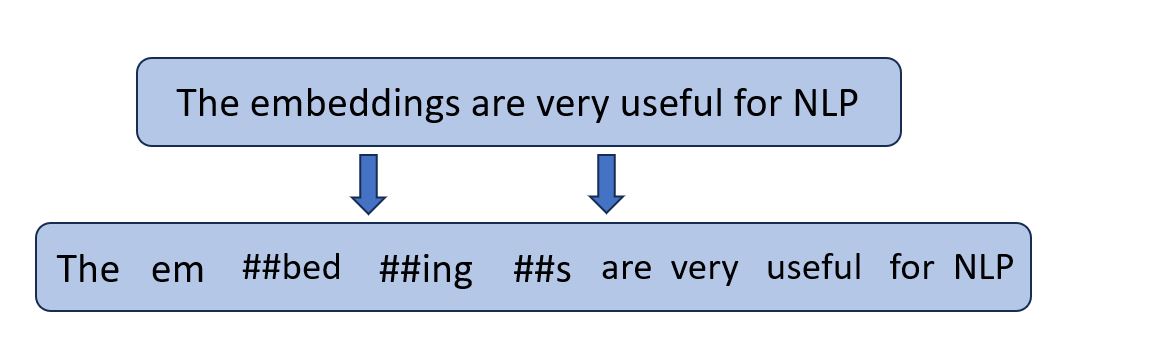 The embeddings are very useful for NLP
The em ##bed ##ing ##s are very useful for NLP